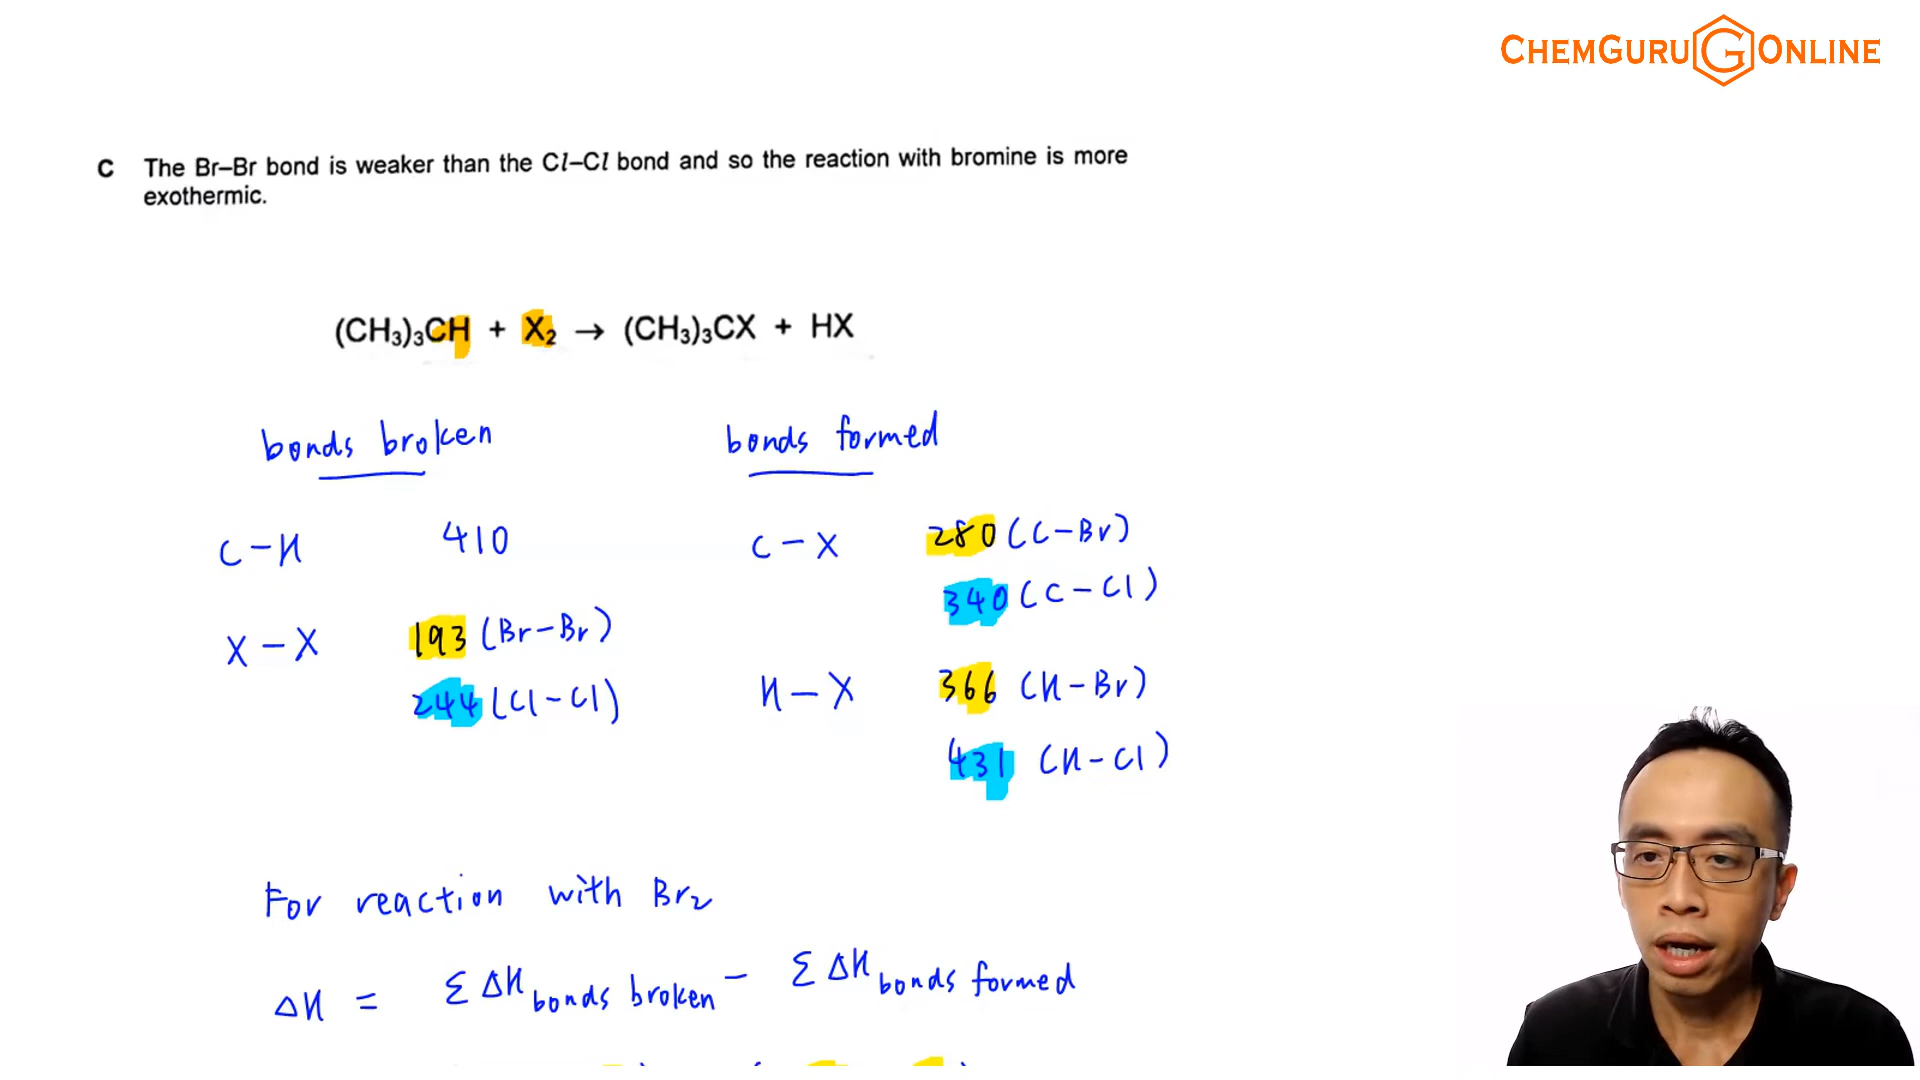 CHEMGURU G ONLINE
C The Br–Br bond is weaker than the Cl–Cl bond and so the reaction with bromine is more
exothermic.
(CH₃)₃CH + X₂ → (CH₃)₃CX + HX
bonds broken bonds formed
C–H 410 C–X 280 (C–Br)
340 (C–Cl)
X–X 193 (Br–Br)
244 (Cl–Cl) H–X 366 (H–Br)
431 (H–Cl)
For reaction with Br₂
ΔH = ΣΔH bonds broken – ΣΔH bonds formed